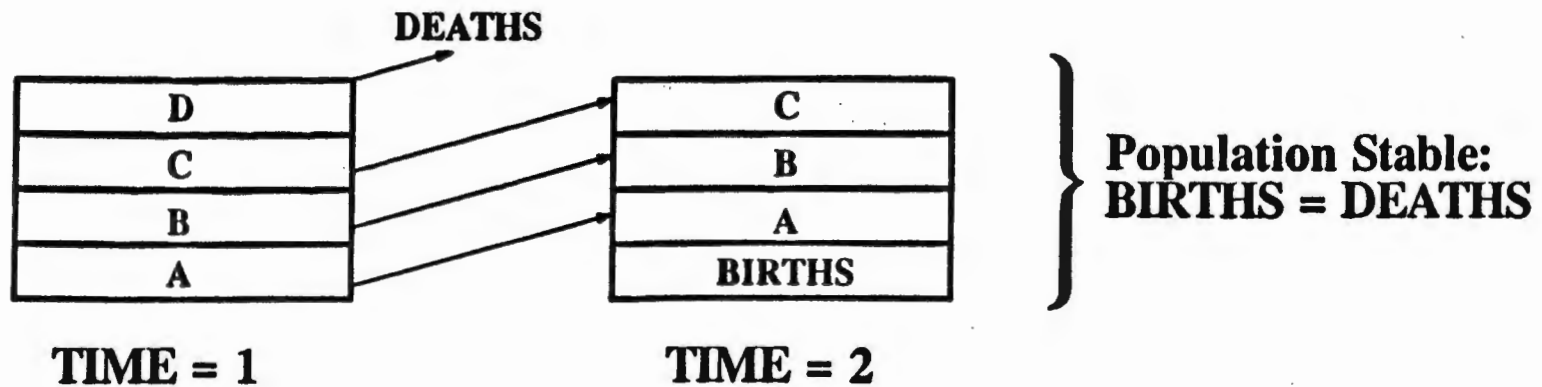 DEATHS
D
C
B
A
C
B
A
BIRTHS
Population Stable:
BIRTHS = DEATHS
TIME = 1
TIME = 2